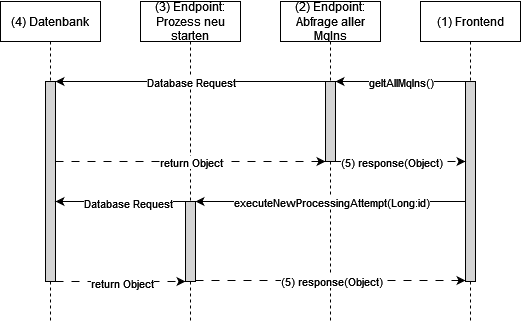 (4) Datenbank
(3) Endpoint:
Prozess neu
starten
(2) Endpoint:
Abfrage aller
MqIns
(1) Frontend
Database Request
geltAllMqIns()
return Object
(5) response(Object)
Database Request
executeNewProcessingAttempt(Long:id)
return Object
(5) response(Object)